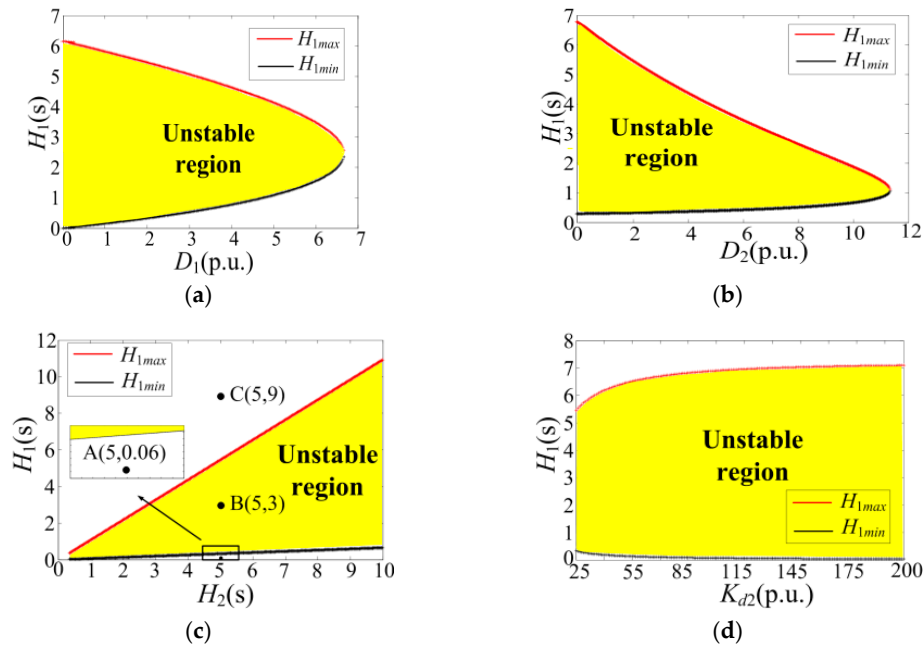 7
6
5
4
3
2
1
0
H1(s)
H1max
H1min
Unstable
region
0 1 2 3 4 5 6 7
D1(p.u.)
(a)
7
6
5
4
3
2
1
0
H1(s)
H1max
H1min
Unstable
region
0 2 4 6 8 10 12
D2(p.u.)
(b)
12
10
8
6
4
2
0
H1(s)
H1max
H1min
C(5,9)
A(5,0.06)
B(5,3)
Unstable
region
0 1 2 3 4 5 6 7 8 9 10
H2(s)
(c)
8
7
6
5
4
3
2
1
0
H1(s)
Unstable
region
H1max
H1min
25 55 85 115 145 175 200
Kd2(p.u.)
(d)